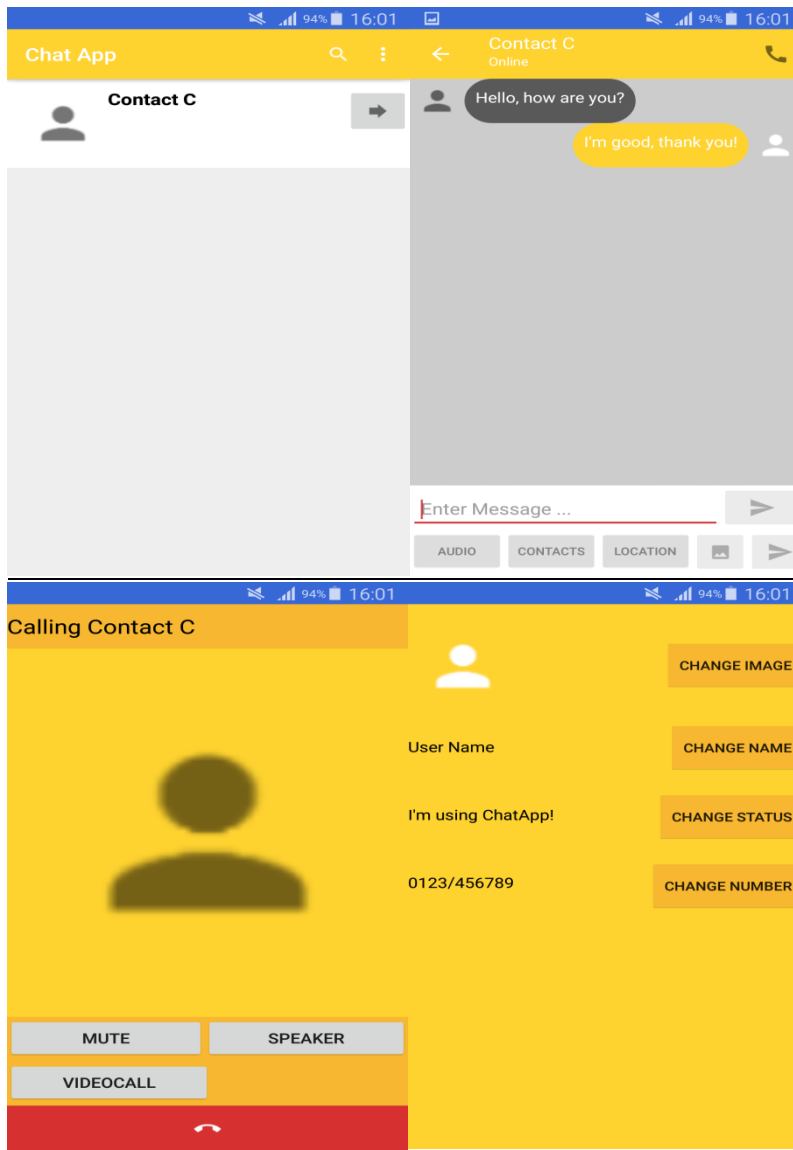 94% 16:01
Chat App
Contact C
94% 16:01
Contact C
Online
Hello, how are you?
I'm good, thank you!
Enter Message ...
AUDIO CONTACTS LOCATION
94% 16:01
Calling Contact C
MUTE SPEAKER
VIDEOCALL
94% 16:01
CHANGE IMAGE
User Name CHANGE NAME
I'm using ChatApp! CHANGE STATUS
0123/456789 CHANGE NUMBER